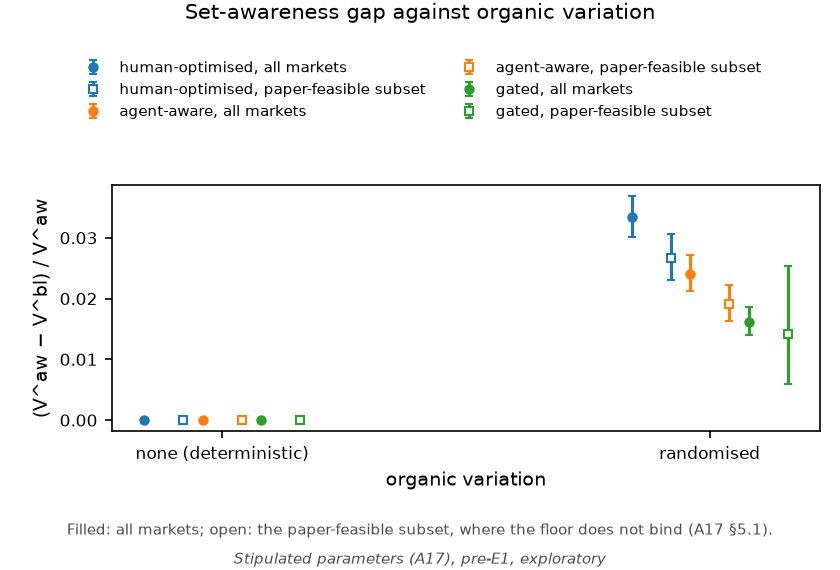 Set-awareness gap against organic variation
human-optimised, all markets
human-optimised, paper-feasible subset
agent-aware, all markets
agent-aware, paper-feasible subset
gated, all markets
gated, paper-feasible subset
(V^aw − V^bl) / V^aw
0.03
0.02
0.01
0.00
none (deterministic)
randomised
organic variation
Filled: all markets; open: the paper-feasible subset, where the floor does not bind (A17 §5.1).
Stipulated parameters (A17), pre-E1, exploratory